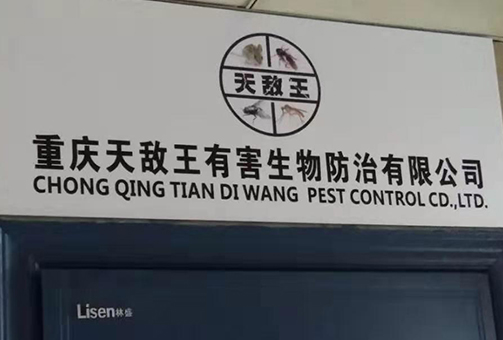 天敌王
重庆天敌王有害生物防治有限公司
CHONG QING TIAN DI WANG PEST CONTROL CD.,LTD.
Lisen林盛